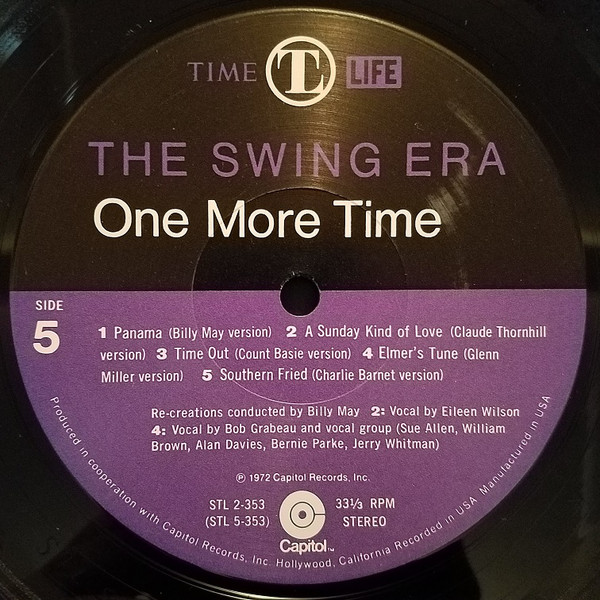 TIME TL LIFE
THE SWING ERA
One More Time
SIDE
5
1 Panama (Billy May version) 2 A Sunday Kind of Love (Claude Thornhill
version) 3 Time Out (Count Basie version) 4 Elmer's Tune (Glenn
Miller version) 5 Southern Fried (Charlie Barnet version)
Re-creations conducted by Billy May 2: Vocal by Eileen Wilson
4: Vocal by Bob Grabeau and vocal group (Sue Allen, William
Brown, Alan Davies, Bernie Parke, Jerry Whitman)
℗ 1972 Capitol Records, Inc.
STL 2-353 33⅓ RPM
(STL 5-353) STEREO
Capitol™
Produced in cooperation with Capitol Records, Inc. Hollywood, California Recorded in USA Manufactured in USA